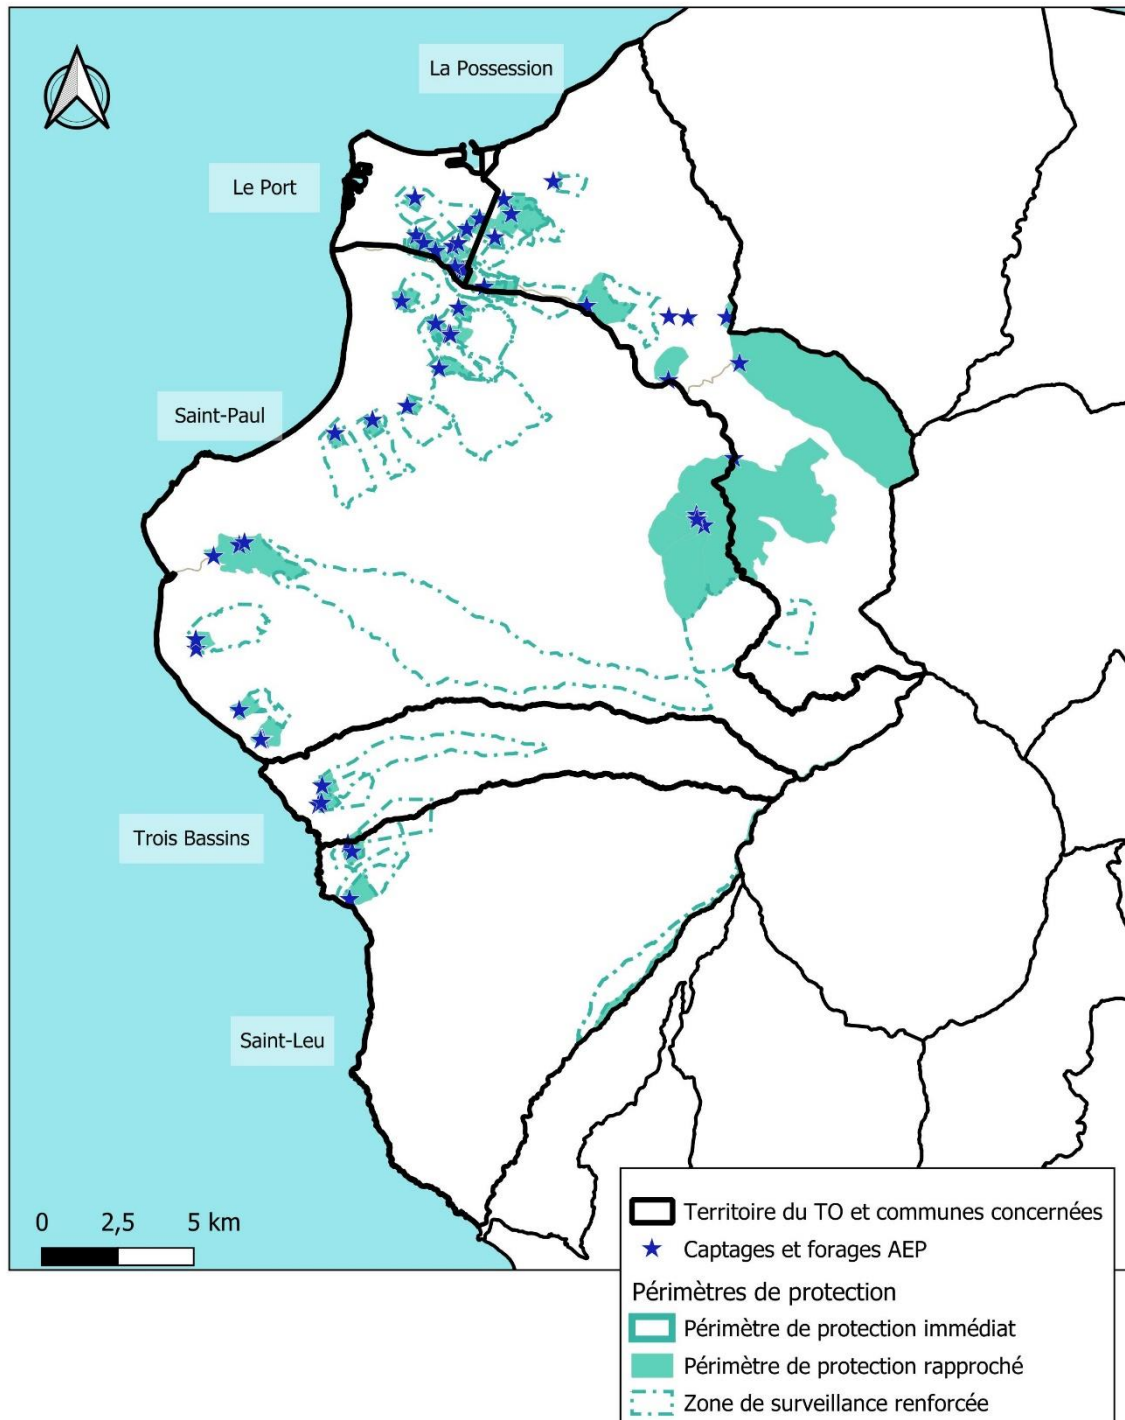 La Possession
Le Port
Saint-Paul
Trois Bassins
Saint-Leu
0 2,5 5 km
Territoire du TO et communes concernées
Captages et forages AEP
Périmètres de protection
Périmètre de protection immédiat
Périmètre de protection rapproché
Zone de surveillance renforcée